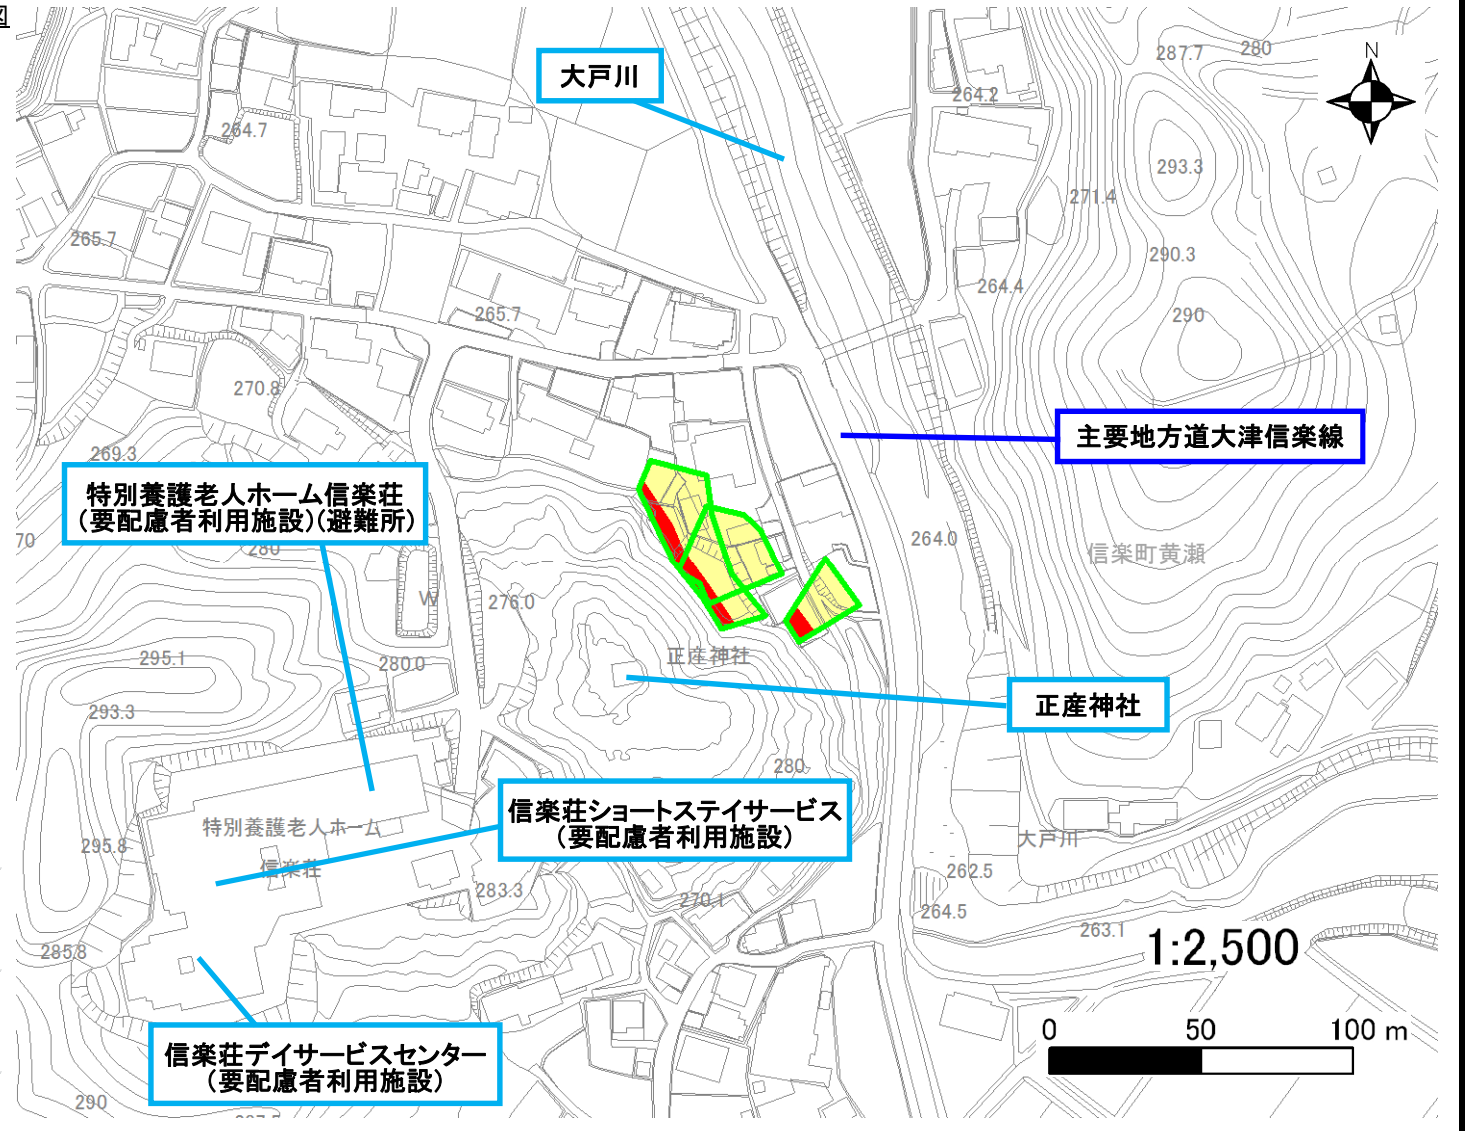 図
大戸川
N
287.7
280
264.2
264.7
293.3
271.4
265.7
290.3
264.4
265.7
290
270.8
主要地方道大津信楽線
269.3
特別養護老人ホーム信楽荘
（要配慮者利用施設）（避難所）
70
280
264.0
信楽町黄瀬
W
276.0
295.1
280.0
正産神社
正産神社
293.3
280
信楽荘ショートステイサービス
（要配慮者利用施設）
特別養護老人ホーム
信楽荘
295.8
大戸川
262.5
283.3
270.1
264.5
263.1
1:2,500
285.8
0 50 100 m
信楽荘デイサービスセンター
（要配慮者利用施設）
290